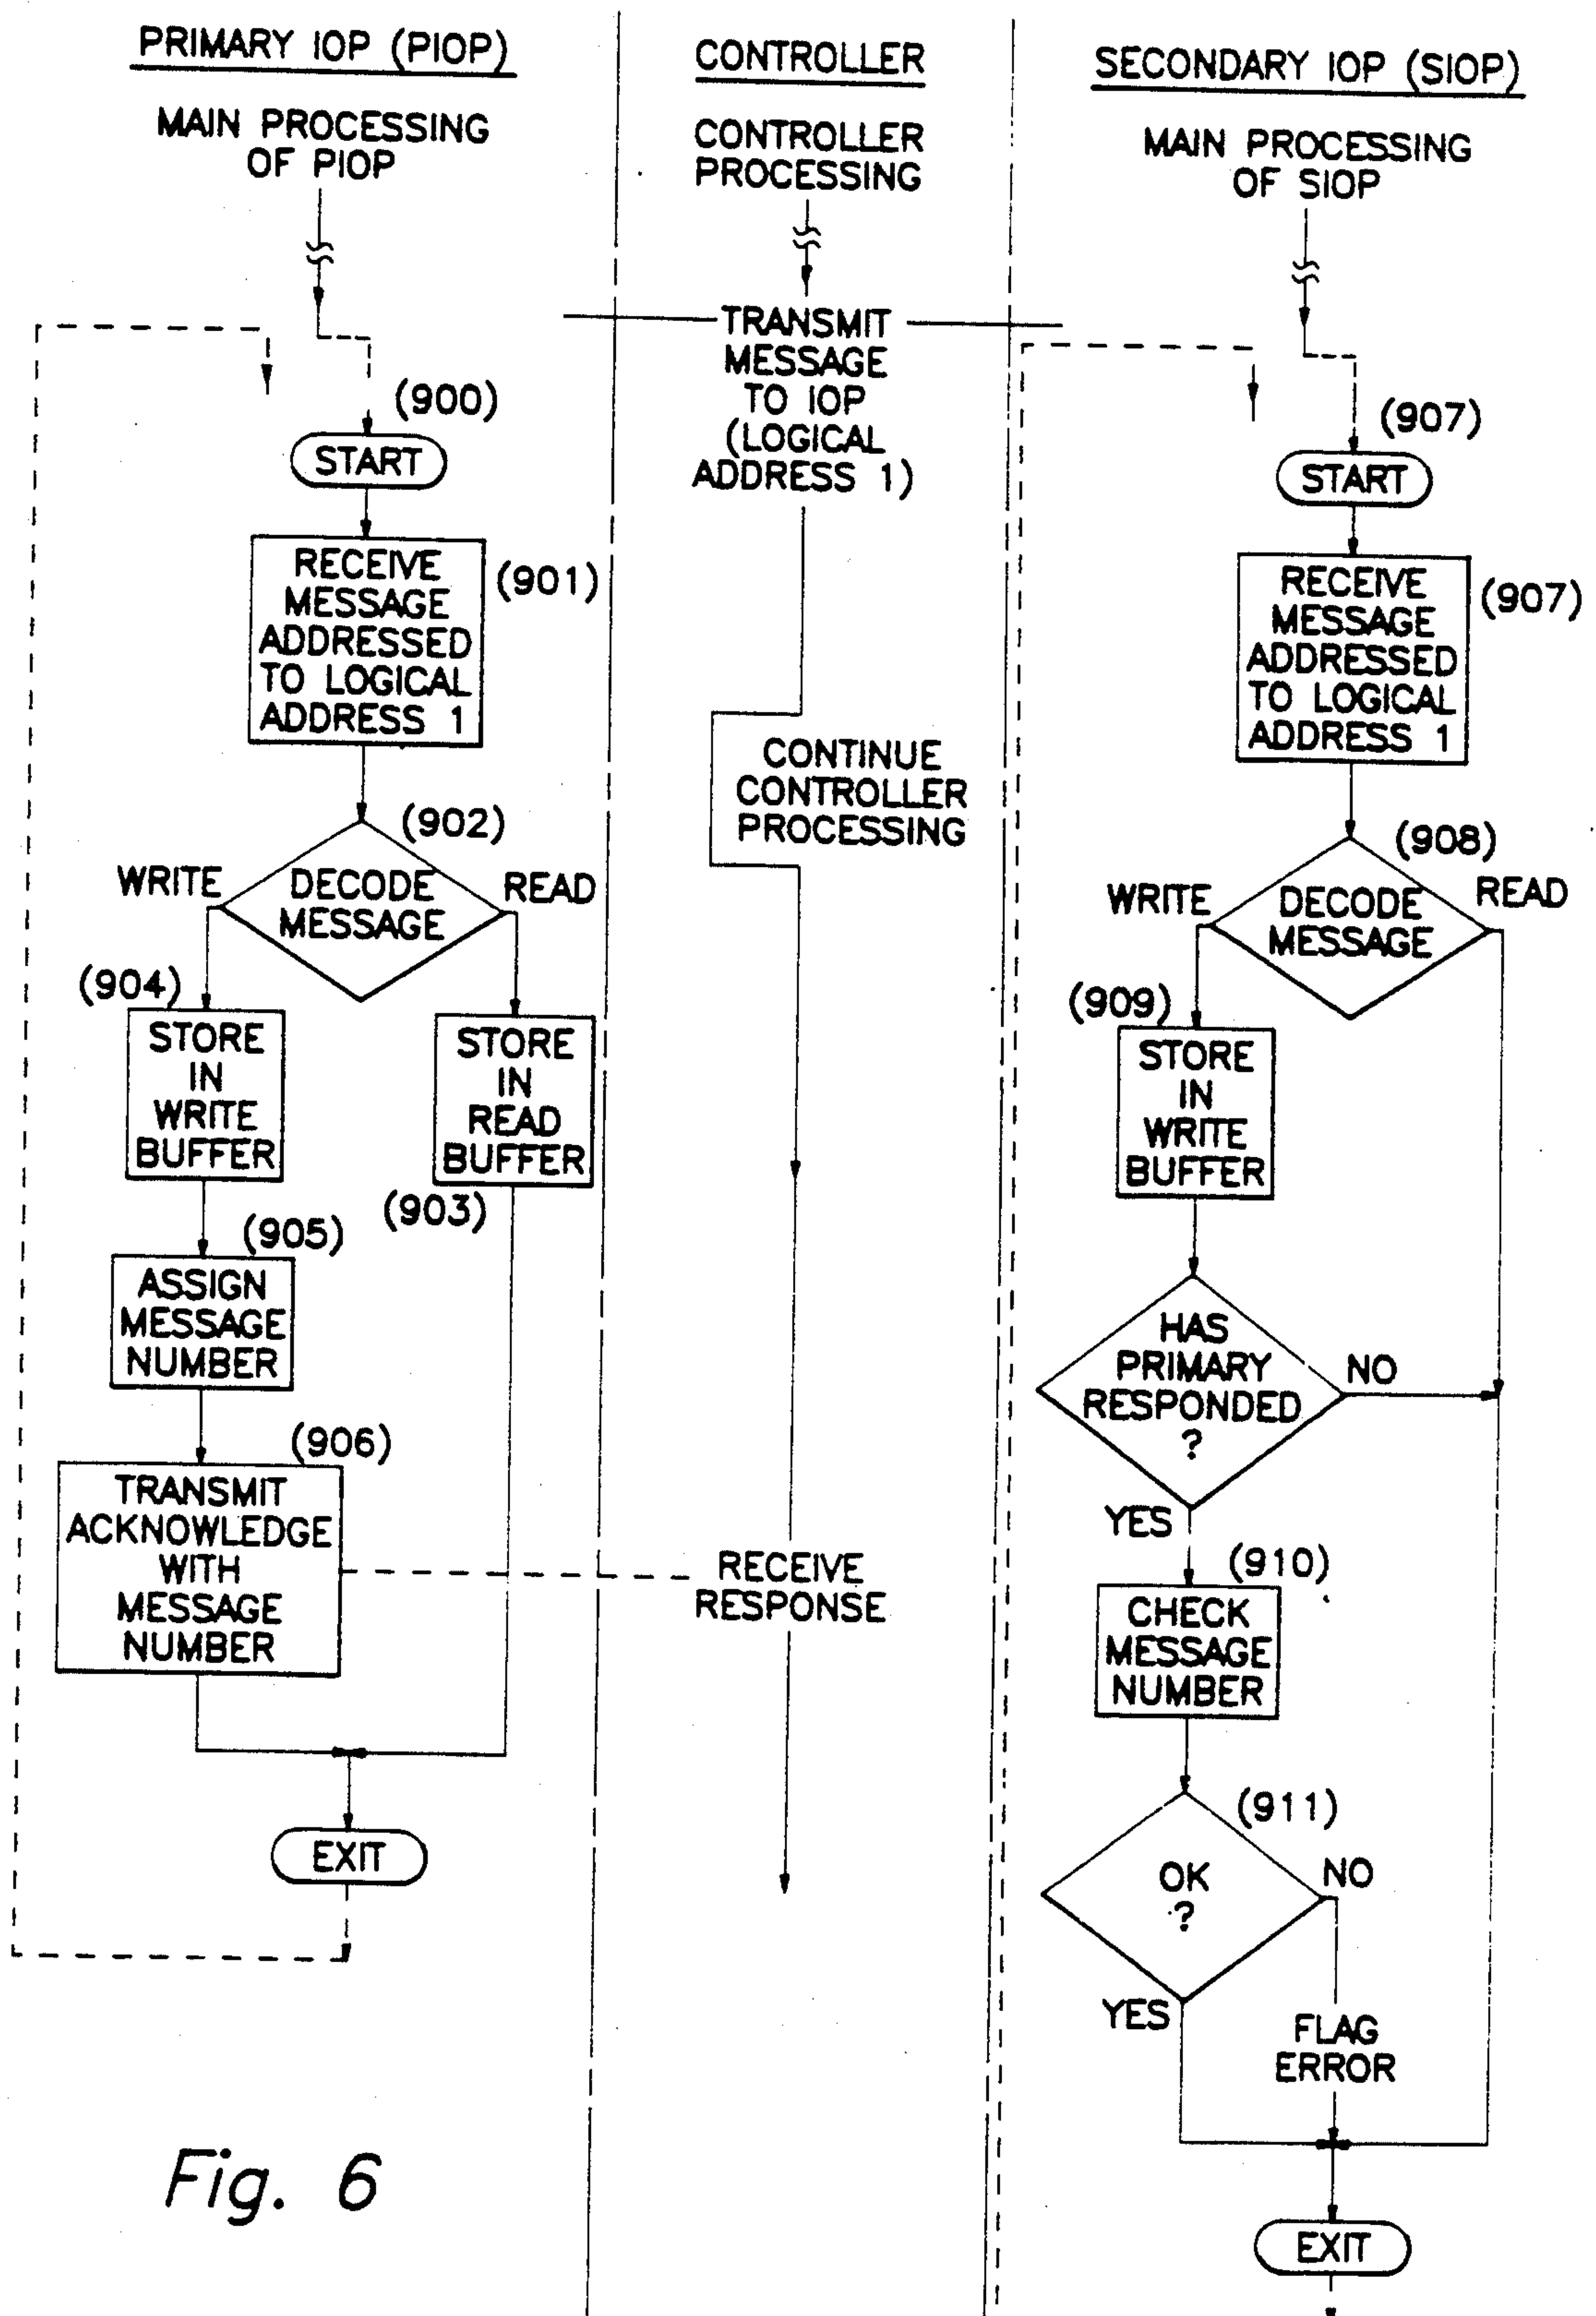 PRIMARY IOP (PIOP)
MAIN PROCESSING
OF PIOP
(900)
START
RECEIVE
MESSAGE
ADDRESSED
TO LOGICAL
ADDRESS 1
(901)
(902)
WRITE
DECODE
MESSAGE
READ
(904)
STORE
IN
WRITE
BUFFER
STORE
IN
READ
BUFFER
(903)
(905)
ASSIGN
MESSAGE
NUMBER
(906)
TRANSMIT
ACKNOWLEDGE
WITH
MESSAGE
NUMBER
EXIT
CONTROLLER
CONTROLLER
PROCESSING
TRANSMIT
MESSAGE
TO IOP
(LOGICAL
ADDRESS 1)
CONTINUE
CONTROLLER
PROCESSING
RECEIVE
RESPONSE
SECONDARY IOP (SIOP)
MAIN PROCESSING
OF SIOP
(907)
START
RECEIVE
MESSAGE
ADDRESSED
TO LOGICAL
ADDRESS 1
(907)
(908)
WRITE
DECODE
MESSAGE
READ
(909)
STORE
IN
WRITE
BUFFER
HAS
PRIMARY
RESPONDED
?
NO
YES
(910)
CHECK
MESSAGE
NUMBER
(911)
OK
?
NO
YES
FLAG
ERROR
EXIT
Fig. 6